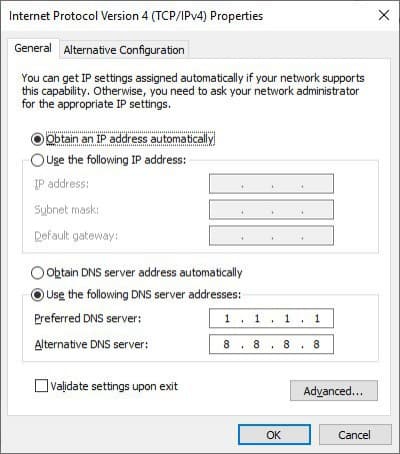 Internet Protocol Version 4 (TCP/IPv4) Properties
General Alternative Configuration
You can get IP settings assigned automatically if your network supports
this capability. Otherwise, you need to ask your network administrator
for the appropriate IP settings.
Obtain an IP address automatically
Use the following IP address:
IP address: . . .
Subnet mask: . . .
Default gateway: . . .
Obtain DNS server address automatically
Use the following DNS server addresses:
Preferred DNS server: 1 . 1 . 1 . 1
Alternative DNS server: 8 . 8 . 8 . 8
Validate settings upon exit
Advanced...
OK Cancel